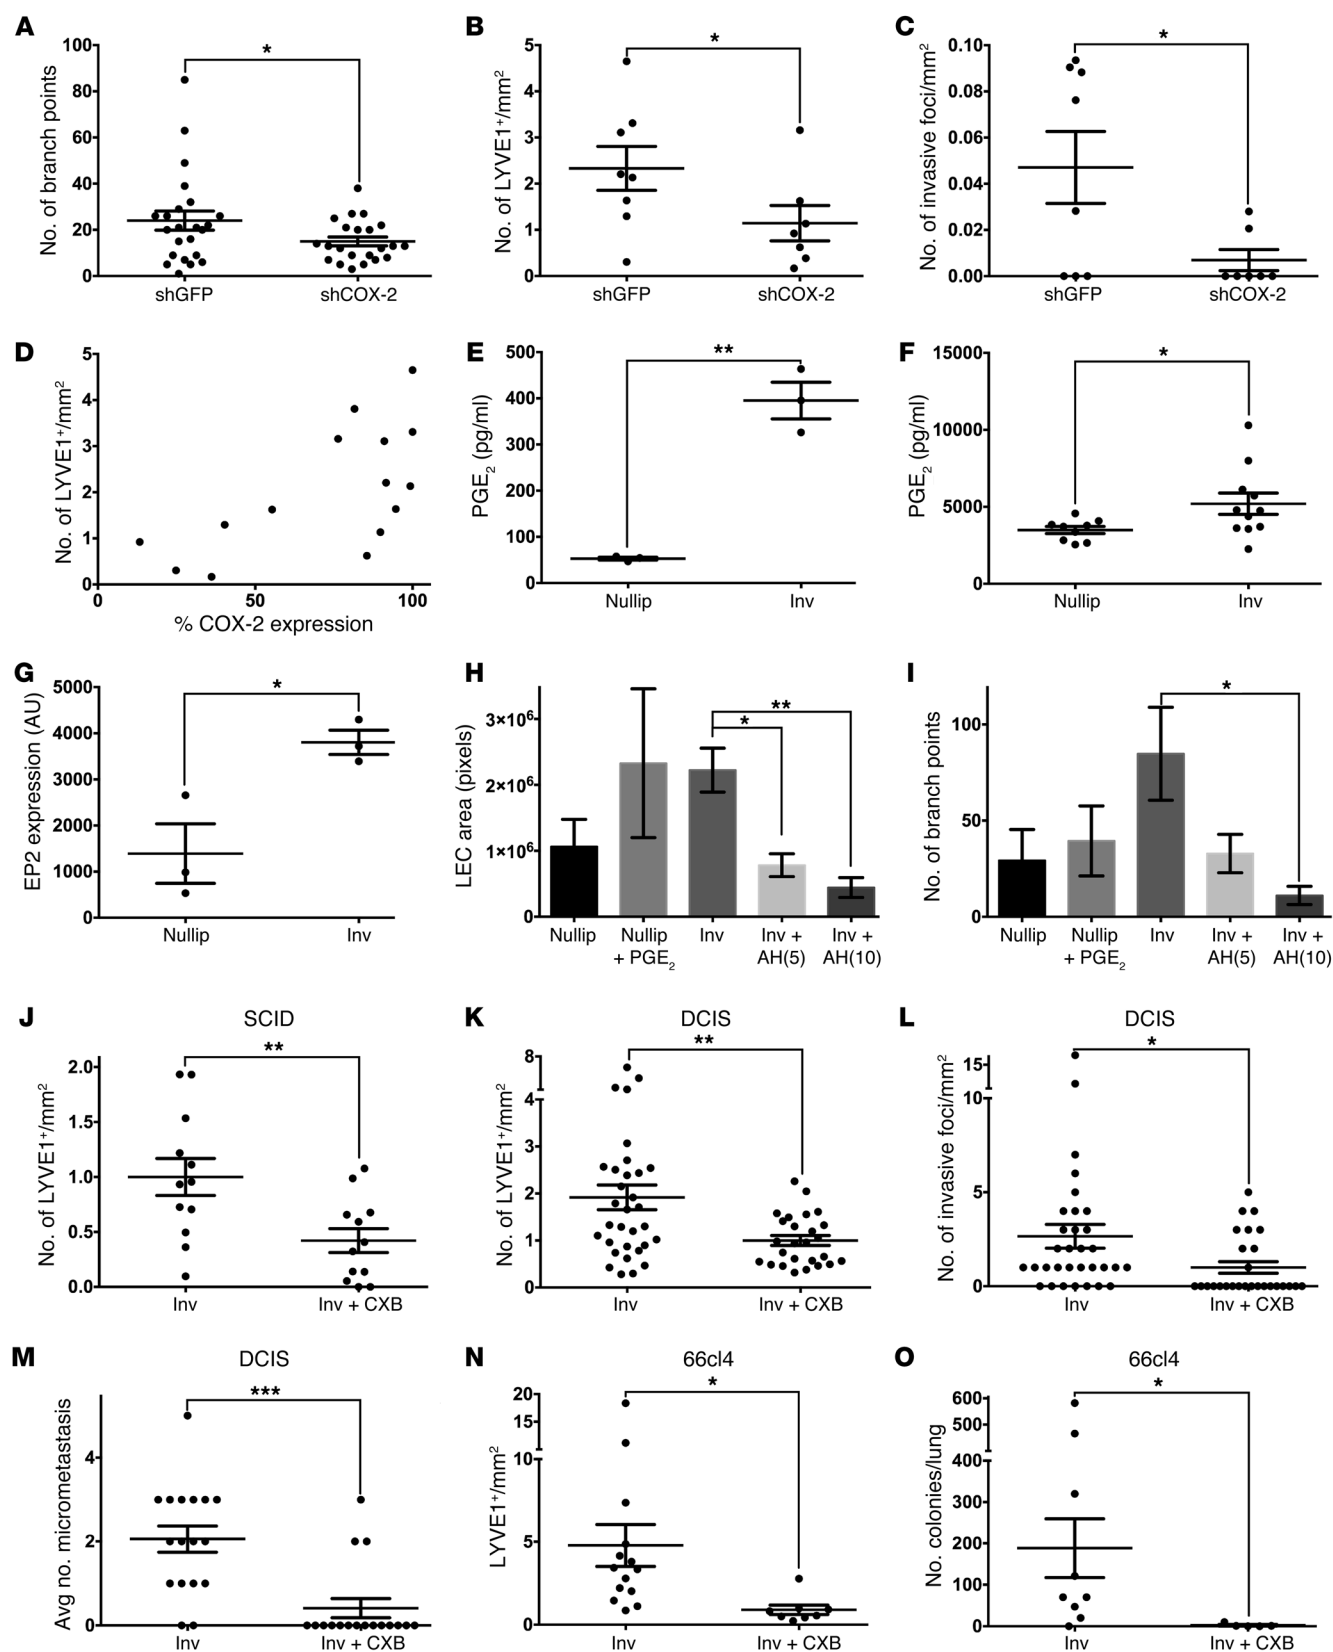 A
*
No. of branch points
100
80
60
40
20
0
shGFP
shCOX-2
B
*
No. of LYVE1⁺/mm²
5
4
3
2
1
0
shGFP
shCOX-2
C
*
No. of invasive foci/mm²
0.10
0.08
0.06
0.04
0.02
0.00
shGFP
shCOX-2
D
No. of LYVE1⁺/mm²
5
4
3
2
1
0
0
50
100
% COX-2 expression
E
**
PGE₂ (pg/ml)
500
400
300
200
100
0
Nullip
Inv
F
*
PGE₂ (pg/ml)
15000
10000
5000
0
Nullip
Inv
G
*
EP2 expression (AU)
5000
4000
3000
2000
1000
0
Nullip
Inv
H
**
*
LEC area (pixels)
3×10⁶
2×10⁶
1×10⁶
0
Nullip
Nullip
+ PGE₂
Inv
Inv +
AH(5)
Inv +
AH(10)
I
*
No. of branch points
100
50
0
Nullip
Nullip
+ PGE₂
Inv
Inv +
AH(5)
Inv +
AH(10)
J
SCID
**
No. of LYVE1⁺/mm²
2.0
1.5
1.0
0.5
0.0
Inv
Inv + CXB
K
DCIS
**
No. of LYVE1⁺/mm²
8
4
3
2
1
0
Inv
Inv + CXB
L
DCIS
*
No. of invasive foci/mm²
15
10
5
0
Inv
Inv + CXB
M
DCIS
***
Avg no. micrometastasis
4
2
0
Inv
Inv + CXB
N
66cl4
*
LYVE1⁺/mm²
20
15
10
5
0
Inv
Inv + CXB
O
66cl4
*
No. colonies/lung
600
500
400
300
200
100
0
Inv
Inv + CXB